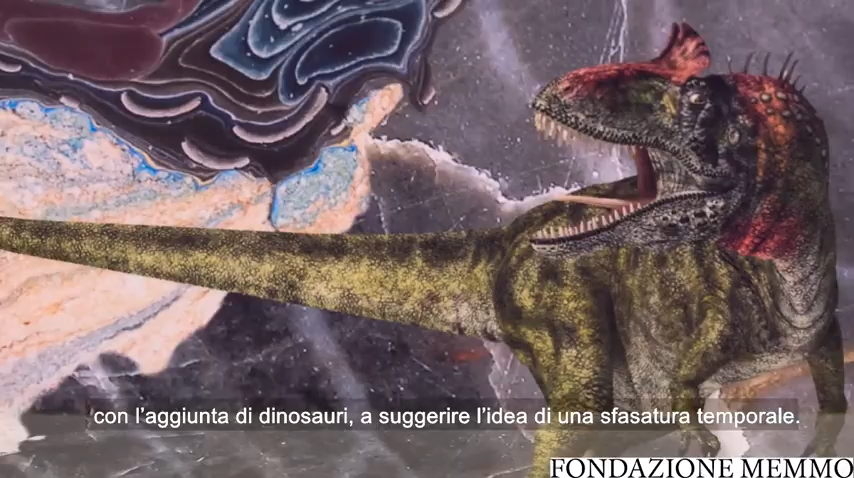 con l’aggiunta di dinosauri, a suggerire l’idea di una sfasatura temporale.
FONDAZIONE MEMMO